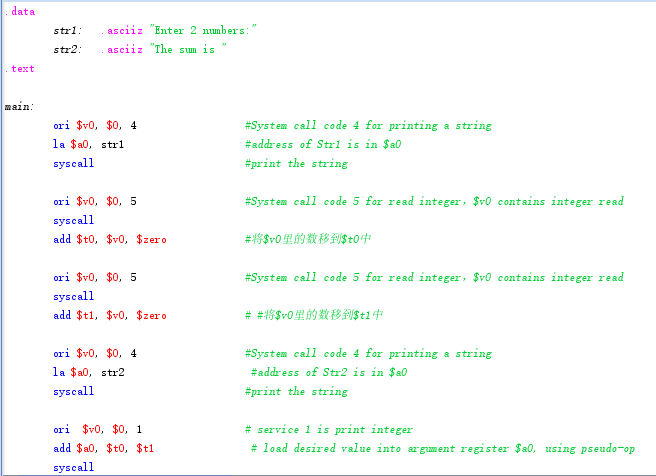 .data
str1: .asciiz "Enter 2 numbers:"
str2: .asciiz "The sum is "
.text
main:
ori $v0, $0, 4 #System call code 4 for printing a string
la $a0, str1 #address of Str1 is in $a0
syscall #print the string
ori $v0, $0, 5 #System call code 5 for read integer, $v0 contains integer read
syscall
add $t0, $v0, $zero #将$v0里的数移到$t0中
ori $v0, $0, 5 #System call code 5 for read integer, $v0 contains integer read
syscall
add $t1, $v0, $zero # #将$v0里的数移到$t1中
ori $v0, $0, 4 #System call code 4 for printing a string
la $a0, str2 #address of Str2 is in $a0
syscall #print the string
ori $v0, $0, 1 # service 1 is print integer
add $a0, $t0, $t1 # load desired value into argument register $a0, using pseudo-op
syscall